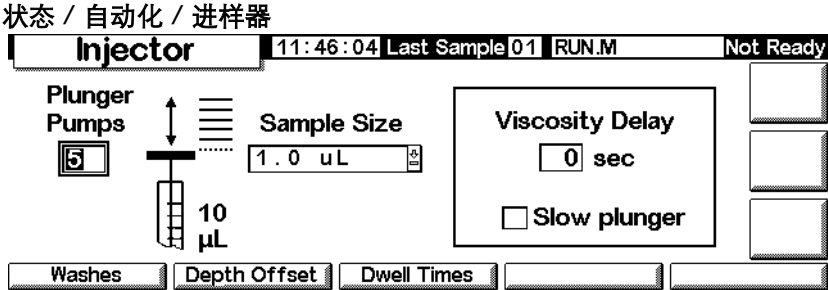 状态 / 自动化 / 进样器
Injector 11:46:04 Last Sample 01 RUN.M Not Ready
Plunger Pumps
5
Sample Size
1.0 uL
10 µL
Viscosity Delay
0 sec
Slow plunger
Washes Depth Offset Dwell Times